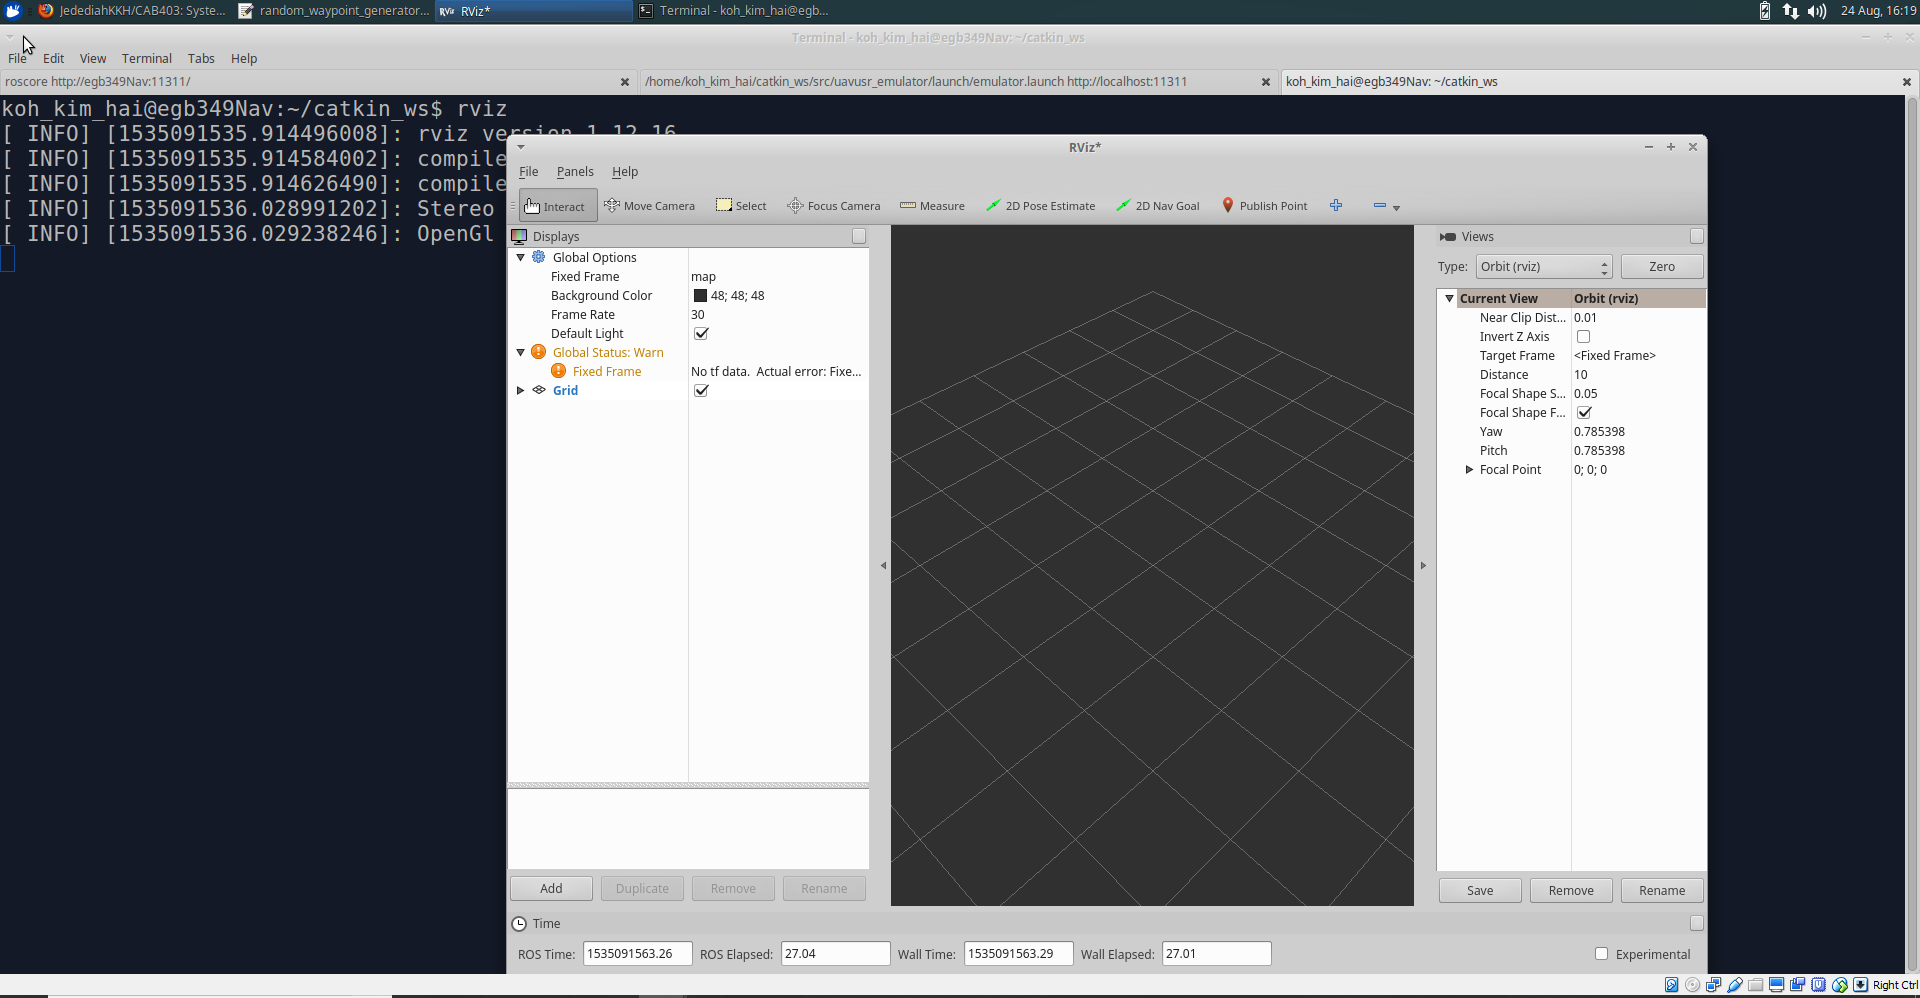 JedediahKKH/CAB403: Syste...
random_waypoint_generator...
RViz*
Terminal - koh_kim_hai@egb...
24 Aug, 16:19
Terminal - koh_kim_hai@egb349Nav: ~/catkin_ws
File Edit View Terminal Tabs Help
roscore http://egb349Nav:11311/
/home/koh_kim_hai/catkin_ws/src/uavusr_emulator/launch/emulator.launch http://localhost:11311
koh_kim_hai@egb349Nav: ~/catkin_ws
koh_kim_hai@egb349Nav:~/catkin_ws$ rviz
[ INFO] [1535091535.914496008]: rviz version 1.12.16
[ INFO] [1535091535.914584002]: compile
[ INFO] [1535091535.914626490]: compile
[ INFO] [1535091536.028991202]: Stereo
[ INFO] [1535091536.029238246]: OpenGl
RViz*
File Panels Help
Interact Move Camera Select Focus Camera Measure 2D Pose Estimate 2D Nav Goal Publish Point
Displays
Global Options
Fixed Frame map
Background Color 48; 48; 48
Frame Rate 30
Default Light
Global Status: Warn
Fixed Frame No tf data. Actual error: Fixe...
Grid
Add Duplicate Remove Rename
Views
Type: Orbit (rviz) Zero
Current View Orbit (rviz)
Near Clip Dist... 0.01
Invert Z Axis
Target Frame <Fixed Frame>
Distance 10
Focal Shape S... 0.05
Focal Shape F...
Yaw 0.785398
Pitch 0.785398
Focal Point 0; 0; 0
Save Remove Rename
Time
ROS Time: 1535091563.26 ROS Elapsed: 27.04 Wall Time: 1535091563.29 Wall Elapsed: 27.01 Experimental
Right Ctrl